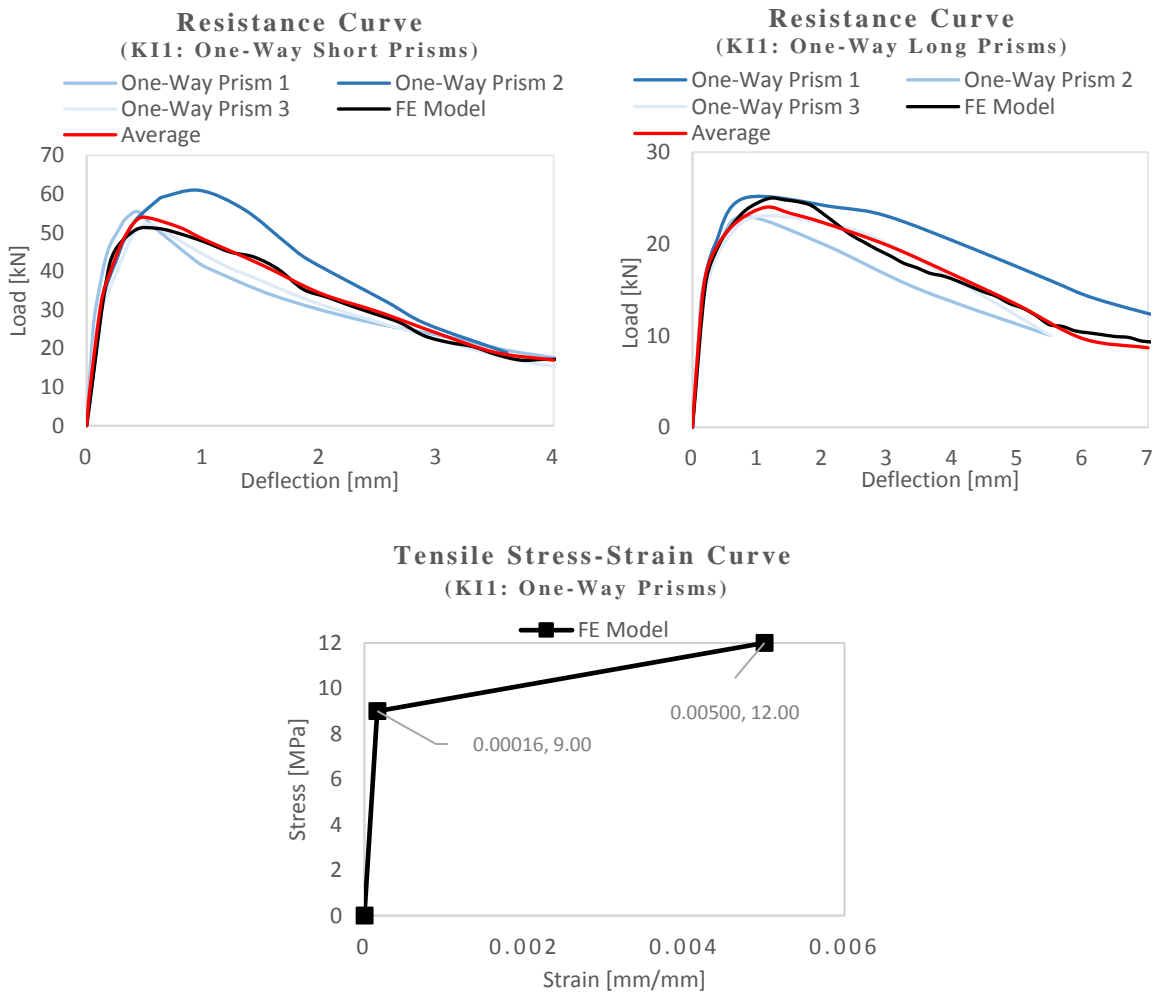 Resistance Curve
(KI1: One-Way Short Prisms)
One-Way Prism 1
One-Way Prism 2
One-Way Prism 3
FE Model
Average
70
60
50
40
30
20
10
0
Load [kN]
0 1 2 3 4
Deflection [mm]
Resistance Curve
(KI1: One-Way Long Prisms)
One-Way Prism 1
One-Way Prism 2
One-Way Prism 3
FE Model
Average
30
20
10
0
Load [kN]
0 1 2 3 4 5 6 7
Deflection [mm]
Tensile Stress-Strain Curve
(KI1: One-Way Prisms)
FE Model
12
10
8
6
4
2
0
Stress [MPa]
0.00500, 12.00
0.00016, 9.00
0 0.002 0.004 0.006
Strain [mm/mm]